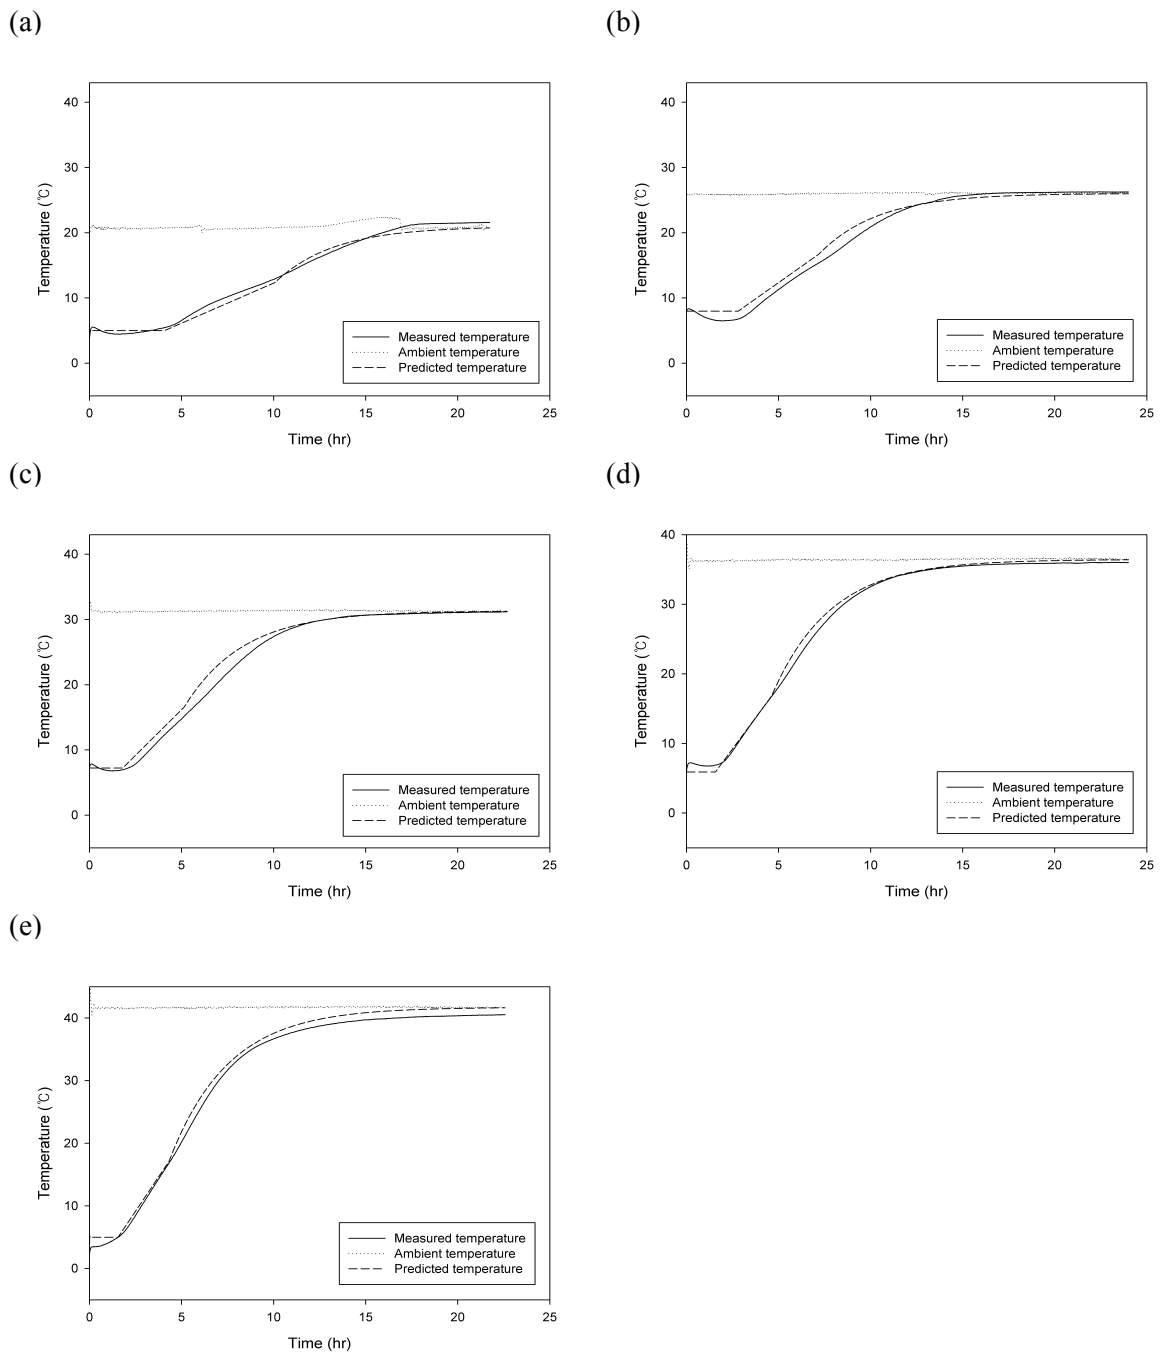 (a)
(b)
40
30
20
10
0
Temperature (℃)
0 5 10 15 20 25
Time (hr)
Measured temperature
Ambient temperature
Predicted temperature
40
30
20
10
0
Temperature (℃)
0 5 10 15 20 25
Time (hr)
Measured temperature
Ambient temperature
Predicted temperature
(c)
(d)
40
30
20
10
0
Temperature (℃)
0 5 10 15 20 25
Time (hr)
Measured temperature
Ambient temperature
Predicted temperature
40
30
20
10
0
Temperature (℃)
0 5 10 15 20 25
Time (hr)
Measured temperature
Ambient temperature
Predicted temperature
(e)
40
30
20
10
0
Temperature (℃)
0 5 10 15 20 25
Time (hr)
Measured temperature
Ambient temperature
Predicted temperature